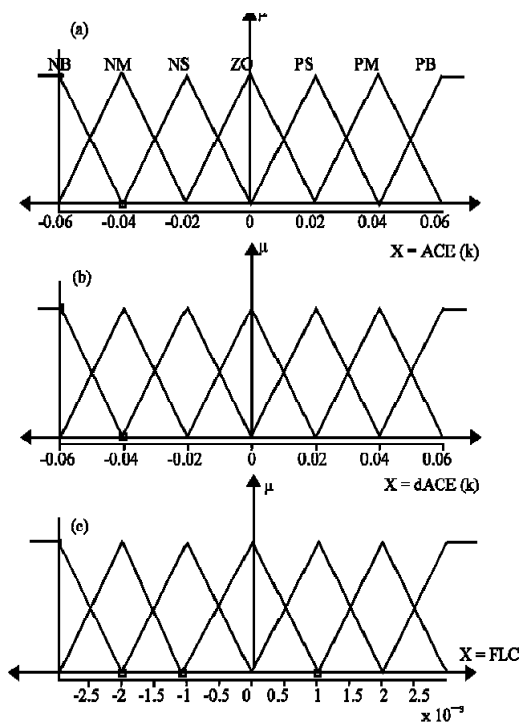 (a)
μ
NB NM NS ZO PS PM PB
-0.06 -0.04 -0.02 0 0.02 0.04 0.06
X = ACE (k)
(b)
μ
-0.06 -0.04 -0.02 0 0.02 0.04 0.06
X = dACE (k)
(c)
μ
X = FLC
-2.5 -2 -1.5 -1 0 0.5 1 1.5 2 2.5
x 10⁻³